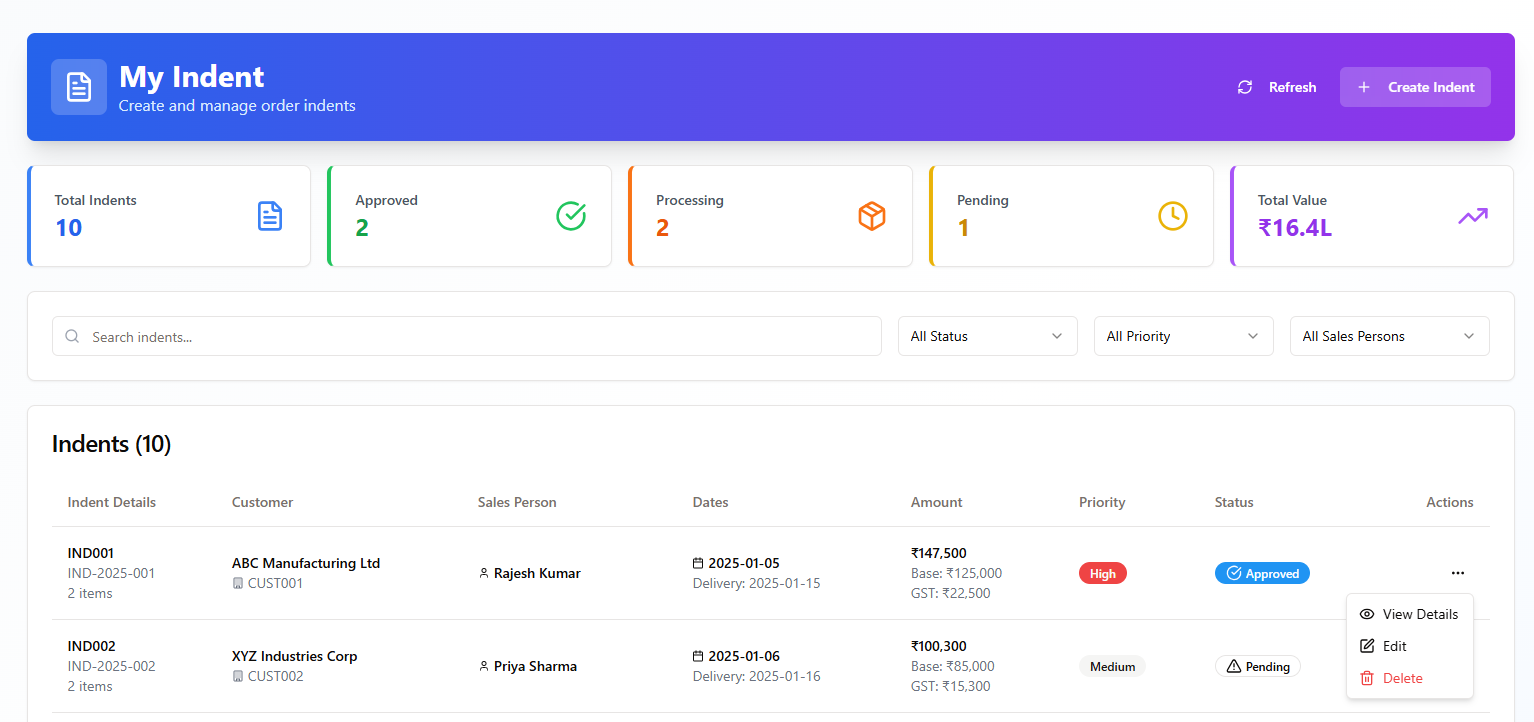 My Indent
Create and manage order indents
Refresh
Create Indent
Total Indents
10
Approved
2
Processing
2
Pending
1
Total Value
₹16.4L
Search indents...
All Status
All Priority
All Sales Persons
Indents (10)
Indent Details Customer Sales Person Dates Amount Priority Status Actions
IND001
IND-2025-001
2 items
ABC Manufacturing Ltd
CUST001
Rajesh Kumar
2025-01-05
Delivery: 2025-01-15
₹147,500
Base: ₹125,000
GST: ₹22,500
High
Approved
View Details
Edit
Delete
IND002
IND-2025-002
2 items
XYZ Industries Corp
CUST002
Priya Sharma
2025-01-06
Delivery: 2025-01-16
₹100,300
Base: ₹85,000
GST: ₹15,300
Medium
Pending